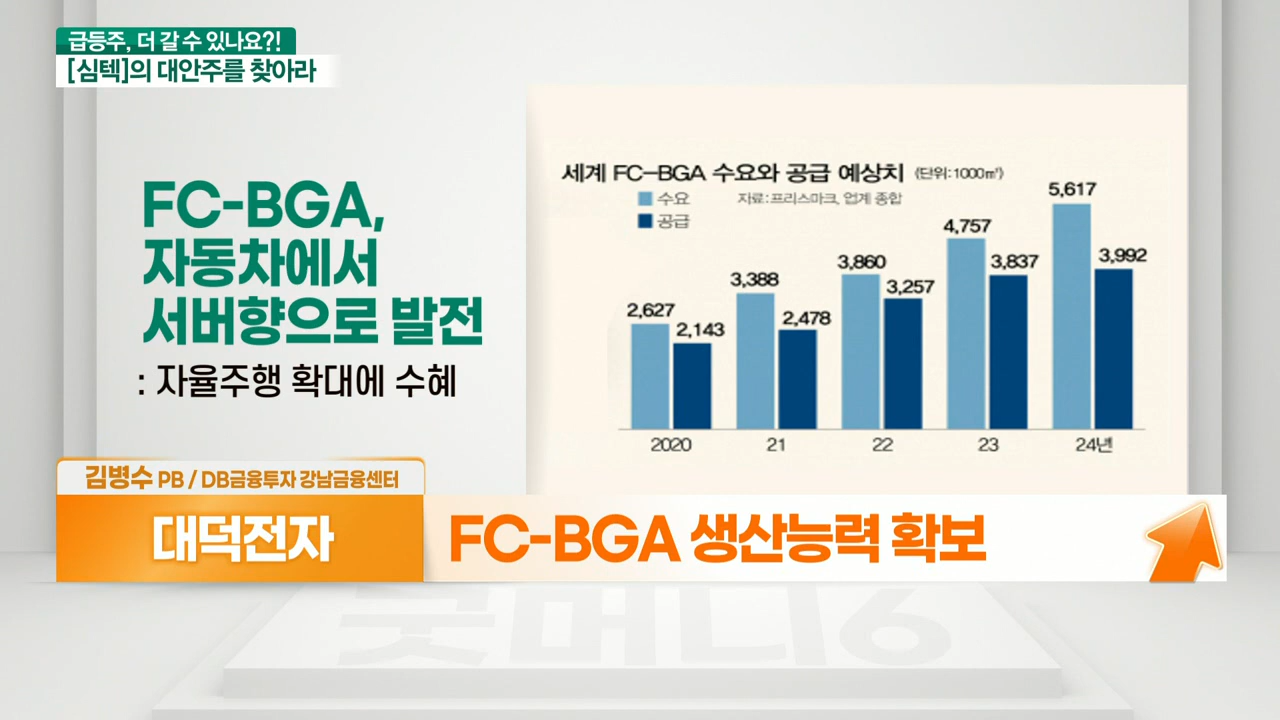 급등주, 더 갈 수 있나요?!
[심텍]의 대안주를 찾아라
FC-BGA,
자동차에서
서버향으로 발전
: 자율주행 확대에 수혜
세계 FC-BGA 수요와 공급 예상치 (단위:1000㎡)
수요
자료:프리스마크, 업계 종합
공급
2,627
2,143
3,388
2,478
3,860
3,257
4,757
3,837
5,617
3,992
2020
21
22
23
24년
김병수 PB / DB금융투자 강남금융센터
대덕전자
FC-BGA 생산능력 확보
굿머니6